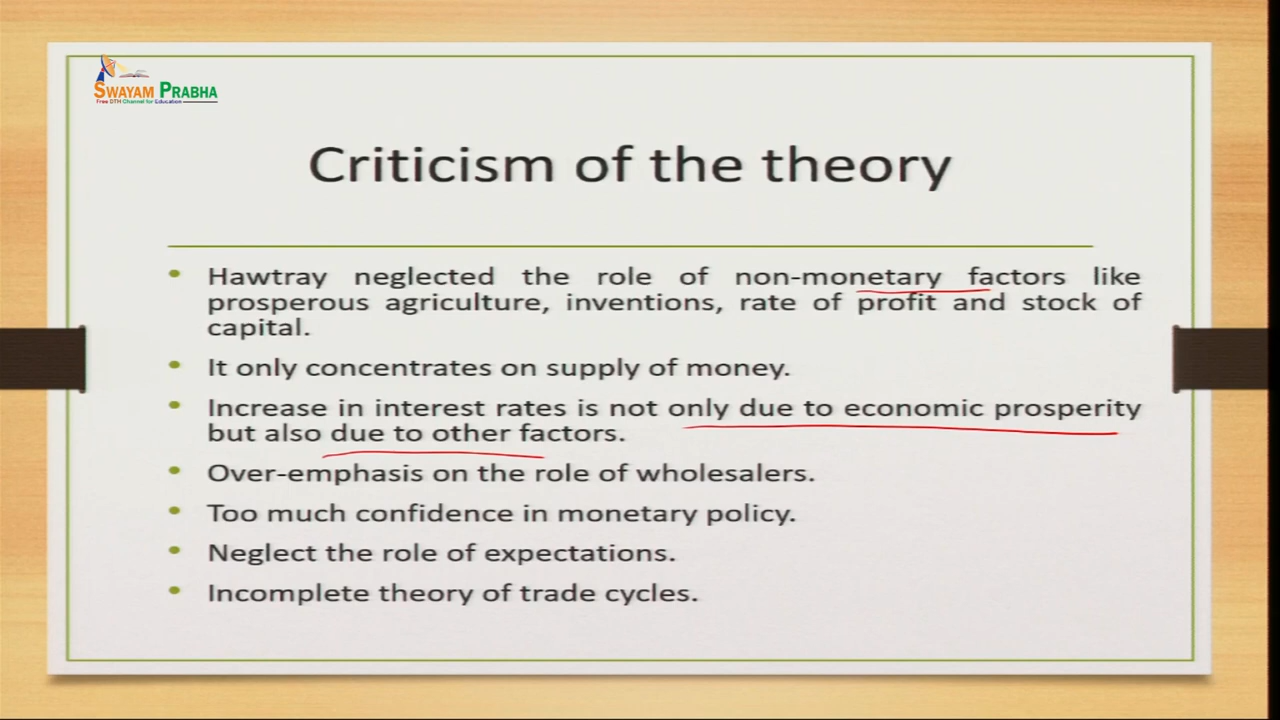 SWAYAM PRABHA
Free DTH Channel for Education
Criticism of the theory
• Hawtray neglected the role of non-monetary factors like
prosperous agriculture, inventions, rate of profit and stock of
capital.
• It only concentrates on supply of money.
• Increase in interest rates is not only due to economic prosperity
but also due to other factors.
• Over-emphasis on the role of wholesalers.
• Too much confidence in monetary policy.
• Neglect the role of expectations.
• Incomplete theory of trade cycles.